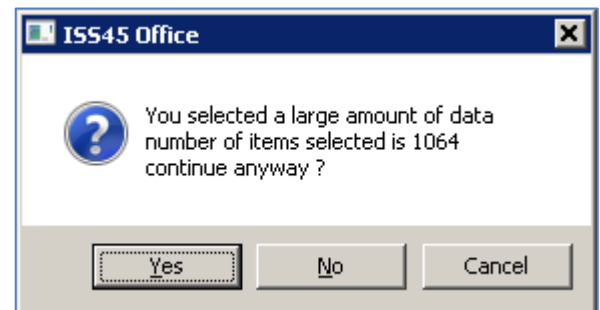 ISS45 Office
You selected a large amount of data
number of items selected is 1064
continue anyway ?
Yes No Cancel